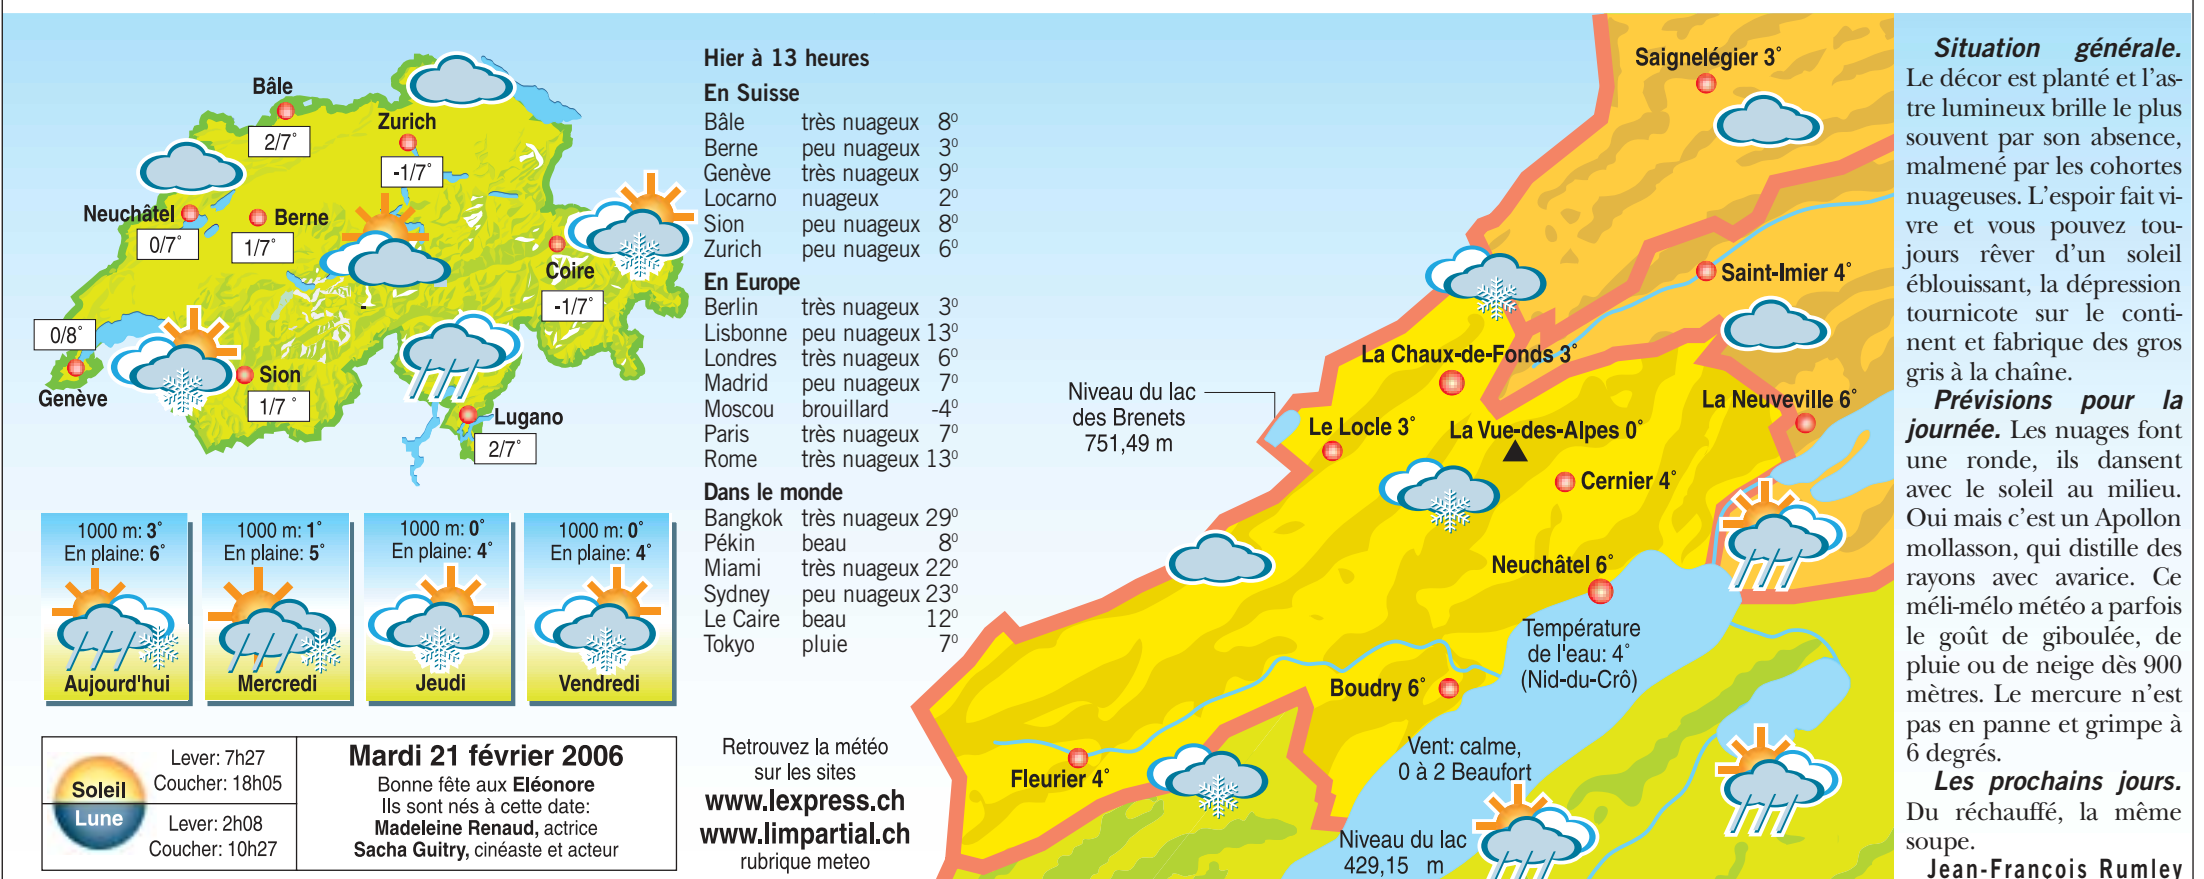 Bâle
2/7°
Zurich
-1/7°
Neuchâtel
0/7°
Berne
1/7°
Coire
-1/7°
0/8°
Genève
Sion
1/7°
Lugano
2/7°
1000 m: 3°
En plaine: 6°
Aujourd'hui
1000 m: 1°
En plaine: 5°
Mercredi
1000 m: 0°
En plaine: 4°
Jeudi
1000 m: 0°
En plaine: 4°
Vendredi
Soleil
Lune
Lever: 7h27
Coucher: 18h05
Lever: 2h08
Coucher: 10h27
Mardi 21 février 2006
Bonne fête aux Eléonore
Ils sont nés à cette date:
Madeleine Renaud, actrice
Sacha Guitry, cinéaste et acteur
Hier à 13 heures
En Suisse
Bâle très nuageux 8°
Berne peu nuageux 3°
Genève très nuageux 9°
Locarno nuageux 2°
Sion peu nuageux 8°
Zurich peu nuageux 6°
En Europe
Berlin très nuageux 3°
Lisbonne peu nuageux 13°
Londres très nuageux 6°
Madrid peu nuageux 7°
Moscou brouillard -4°
Paris très nuageux 7°
Rome très nuageux 13°
Dans le monde
Bangkok très nuageux 29°
Pékin beau 8°
Miami très nuageux 22°
Sydney peu nuageux 23°
Le Caire beau 12°
Tokyo pluie 7°
Retrouvez la météo
sur les sites
www.lexpress.ch
www.limpartial.ch
rubrique meteo
Saignelégier 3°
Saint-Imier 4°
La Chaux-de-Fonds 3°
Niveau du lac
des Brenets
751,49 m
Le Locle 3°
La Vue-des-Alpes 0°
La Neuveville 6°
Cernier 4°
Neuchâtel 6°
Température
de l'eau: 4°
(Nid-du-Crô)
Boudry 6°
Vent: calme,
0 à 2 Beaufort
Fleurier 4°
Niveau du lac
429,15 m
Situation générale.
Le décor est planté et l'as-
tre lumineux brille le plus
souvent par son absence,
malmené par les cohortes
nuageuses. L'espoir fait vi-
vre et vous pouvez tou-
jours rêver d'un soleil
éblouissant, la dépression
tournicote sur le conti-
nent et fabrique des gros
gris à la chaîne.
Prévisions pour la
journée. Les nuages font
une ronde, ils dansent
avec le soleil au milieu.
Oui mais c'est un Apollon
mollasson, qui distille des
rayons avec avarice. Ce
méli-mélo météo a parfois
le goût de giboulée, de
pluie ou de neige dès 900
mètres. Le mercure n'est
pas en panne et grimpe à
6 degrés.
Les prochains jours.
Du réchauffé, la même
soupe.
Jean-François Rumley